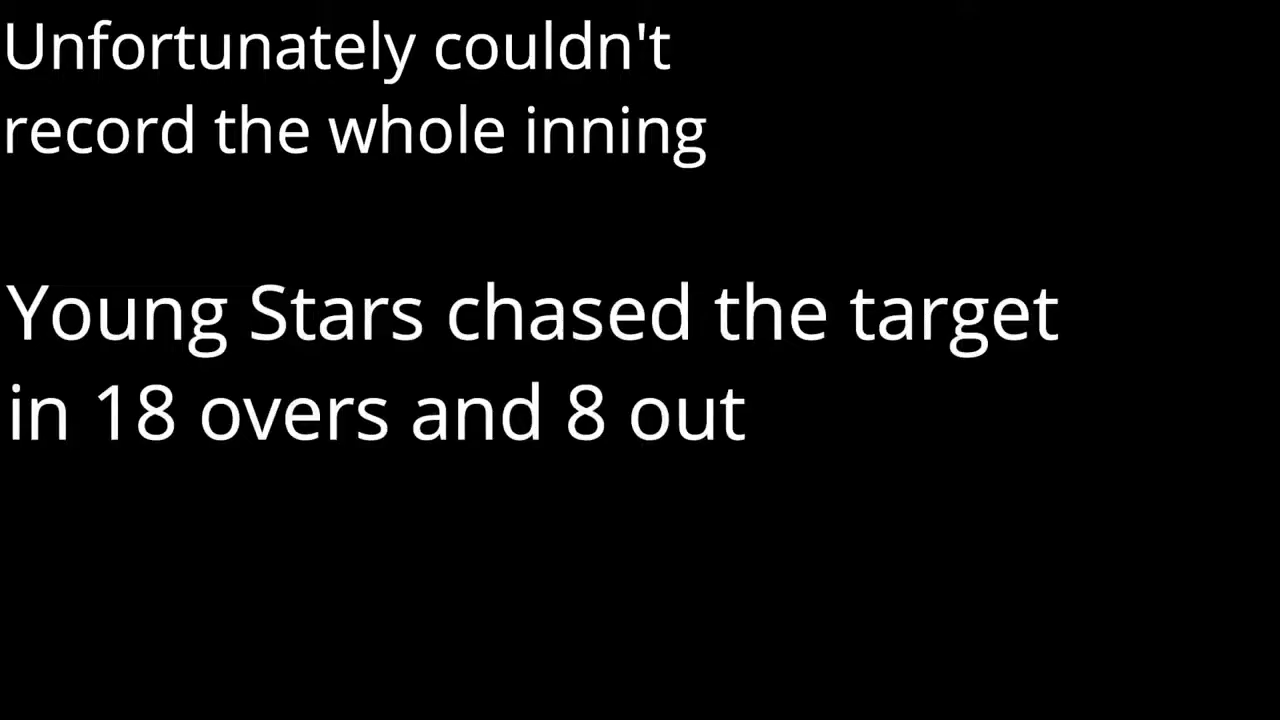 Unfortunately couldn't
record the whole inning
Young Stars chased the target
in 18 overs and 8 out